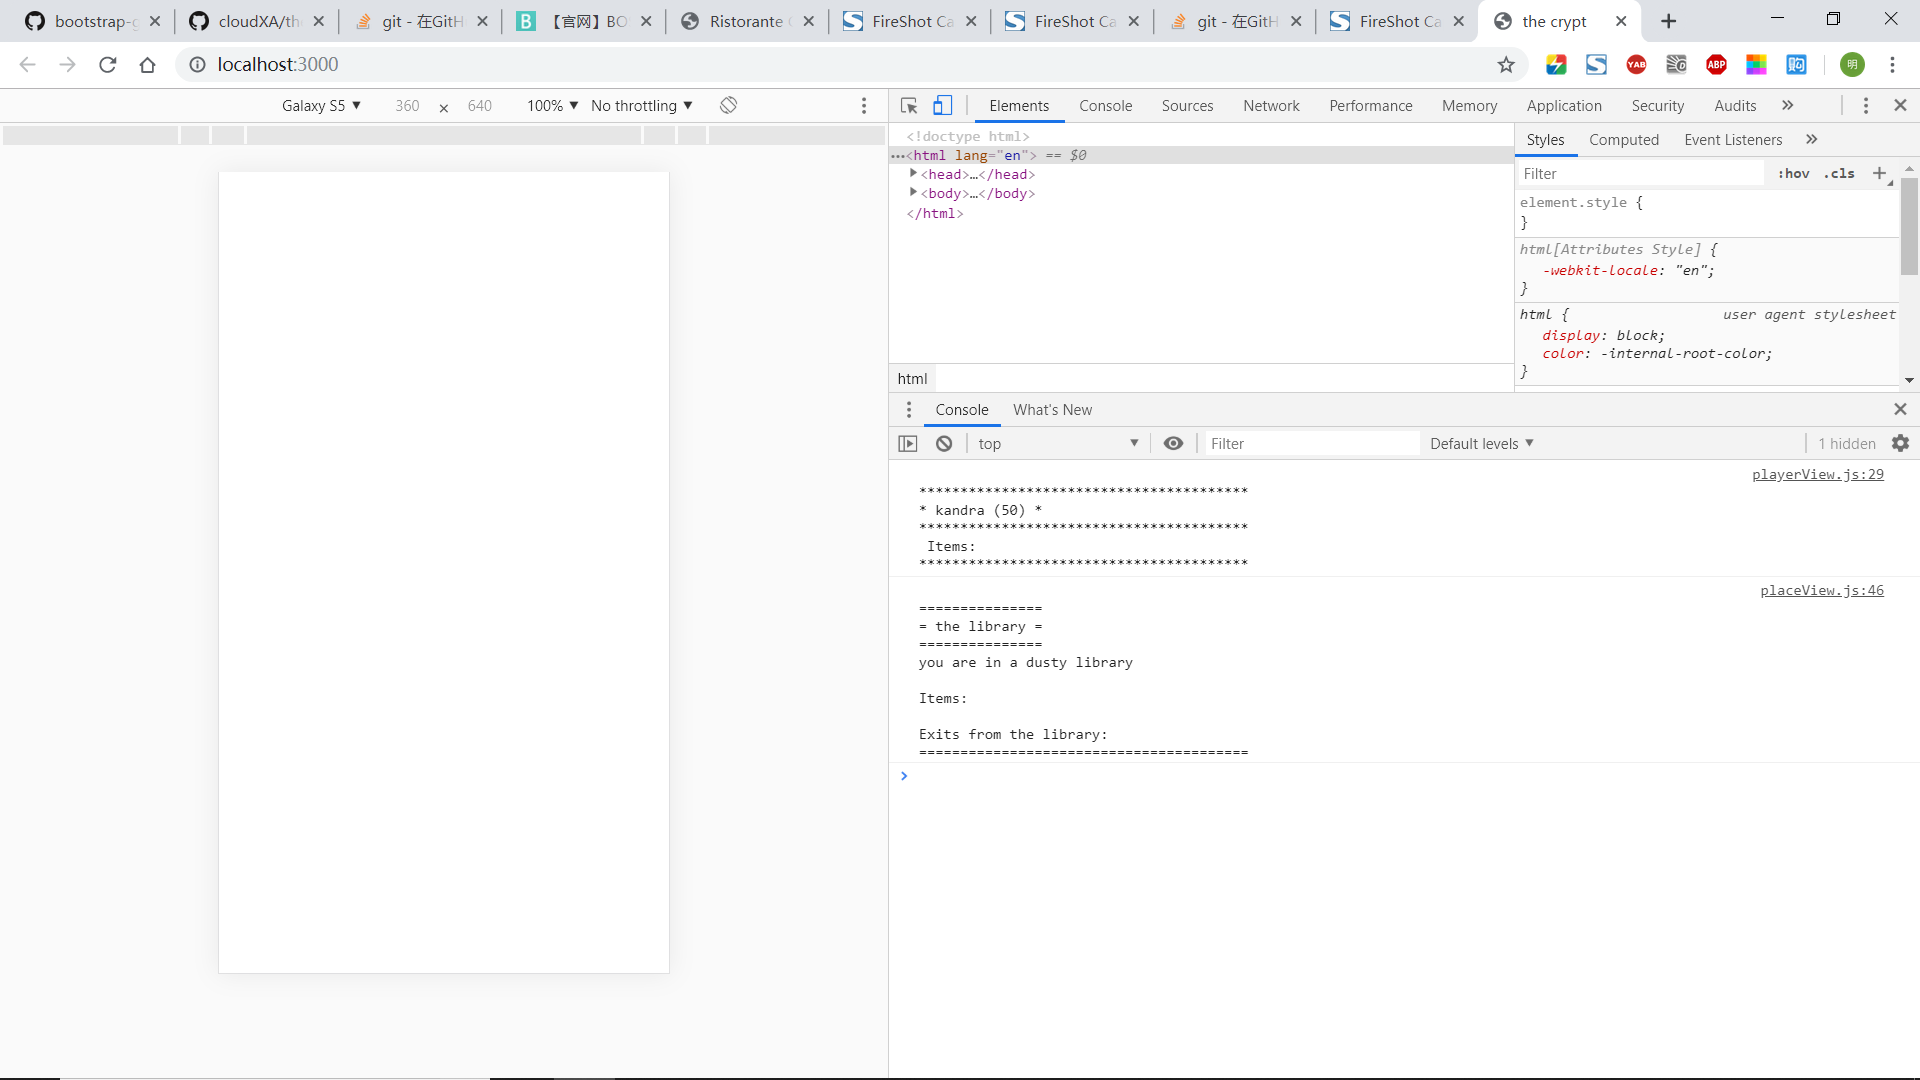 bootstrap-g
cloudXA/the
git - 在GitH
【官网】BO
Ristorante C
FireShot Ca
FireShot Ca
git - 在GitH
FireShot Ca
the crypt
localhost:3000
YAB
ABP
购
明
Galaxy S5 ▼ 360 × 640 100% ▼ No throttling ▼
Elements Console Sources Network Performance Memory Application Security Audits »
<!doctype html>
…<html lang="en"> == $0
<head>…</head>
<body>…</body>
</html>
html
Styles Computed Event Listeners »
Filter :hov .cls +
element.style {
}
html[Attributes Style] {
-webkit-locale: "en";
}
html { user agent stylesheet
display: block;
color: -internal-root-color;
}
Console What's New
top ▼ Filter Default levels ▼ 1 hidden
playerView.js:29
****************************************
* kandra (50) *
****************************************
Items:
****************************************
placeView.js:46
===============
= the library =
===============
you are in a dusty library
Items:
Exits from the library:
========================================
>